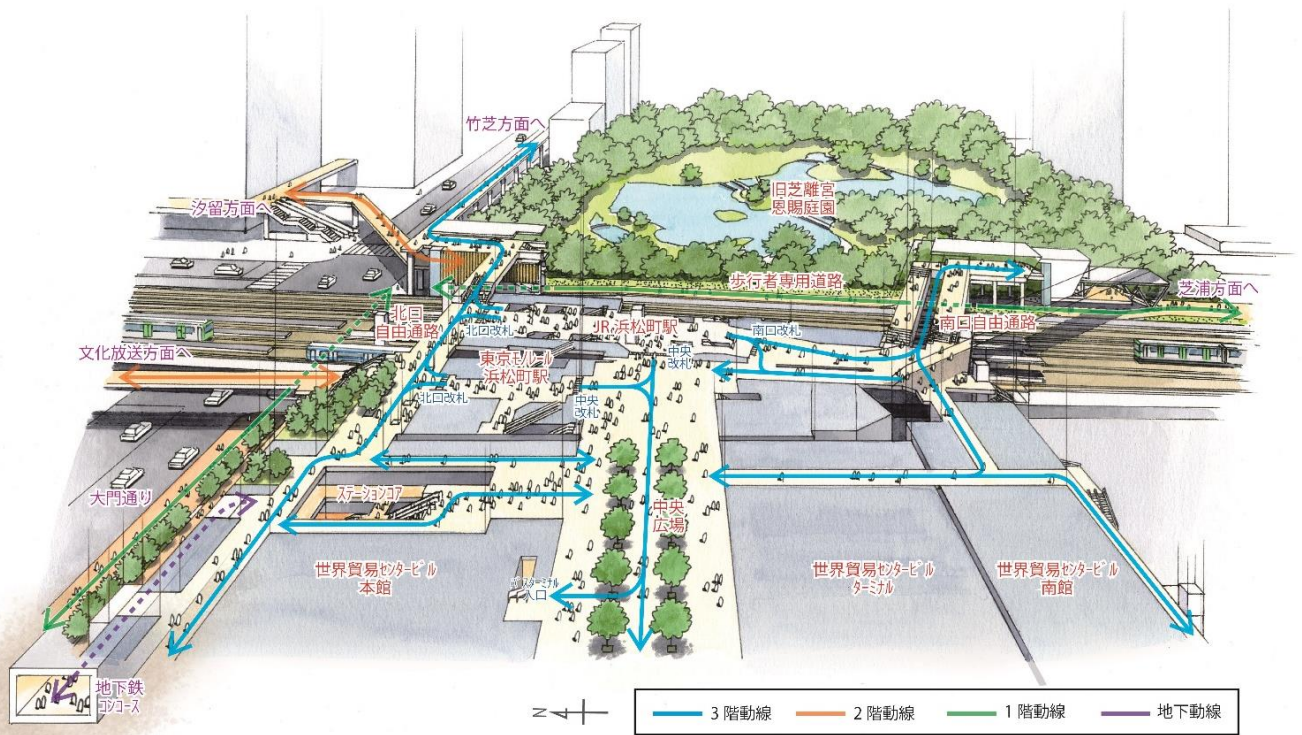 竹芝方面へ
汐留方面へ
旧芝離宮
恩賜庭園
歩行者専用道路
芝浦方面へ
北口
自由通路
北口改札
JR 浜松町駅
南口改札
南口自由通路
文化放送方面へ
東京モノレール
浜松町駅
中央
改札
北口改札
中央
改札
大門通り
ステーションコア
中央
広場
世界貿易センタービル
本館
バスターミナル
入口
世界貿易センタービル
ターミナル
世界貿易センタービル
南館
地下鉄
コンコース
N
3 階動線
2 階動線
1 階動線
地下動線